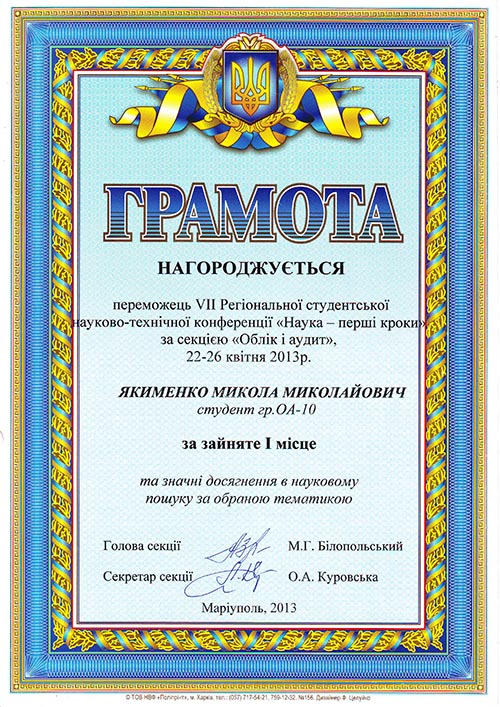 ГРАМОТА
НАГОРОДЖУЄТЬСЯ
переможець VII Регіональної студентської
науково-технічної конференції «Наука – перші кроки»
за секцією «Облік і аудит»,
22-26 квітня 2013р.
ЯКИМЕНКО МИКОЛА МИКОЛАЙОВИЧ
студент гр.ОА-10
за зайняте I місце
та значні досягнення в науковому
пошуку за обраною тематикою
Голова секції М.Г. Білопольський
Секретар секції О.А. Куровська
Маріуполь, 2013
© ТОВ НВФ «Поліпрінт», м. Харків, тел.: (057) 717-54-21, 759-12-32, №156. Дизайнер Ф. Целуйко